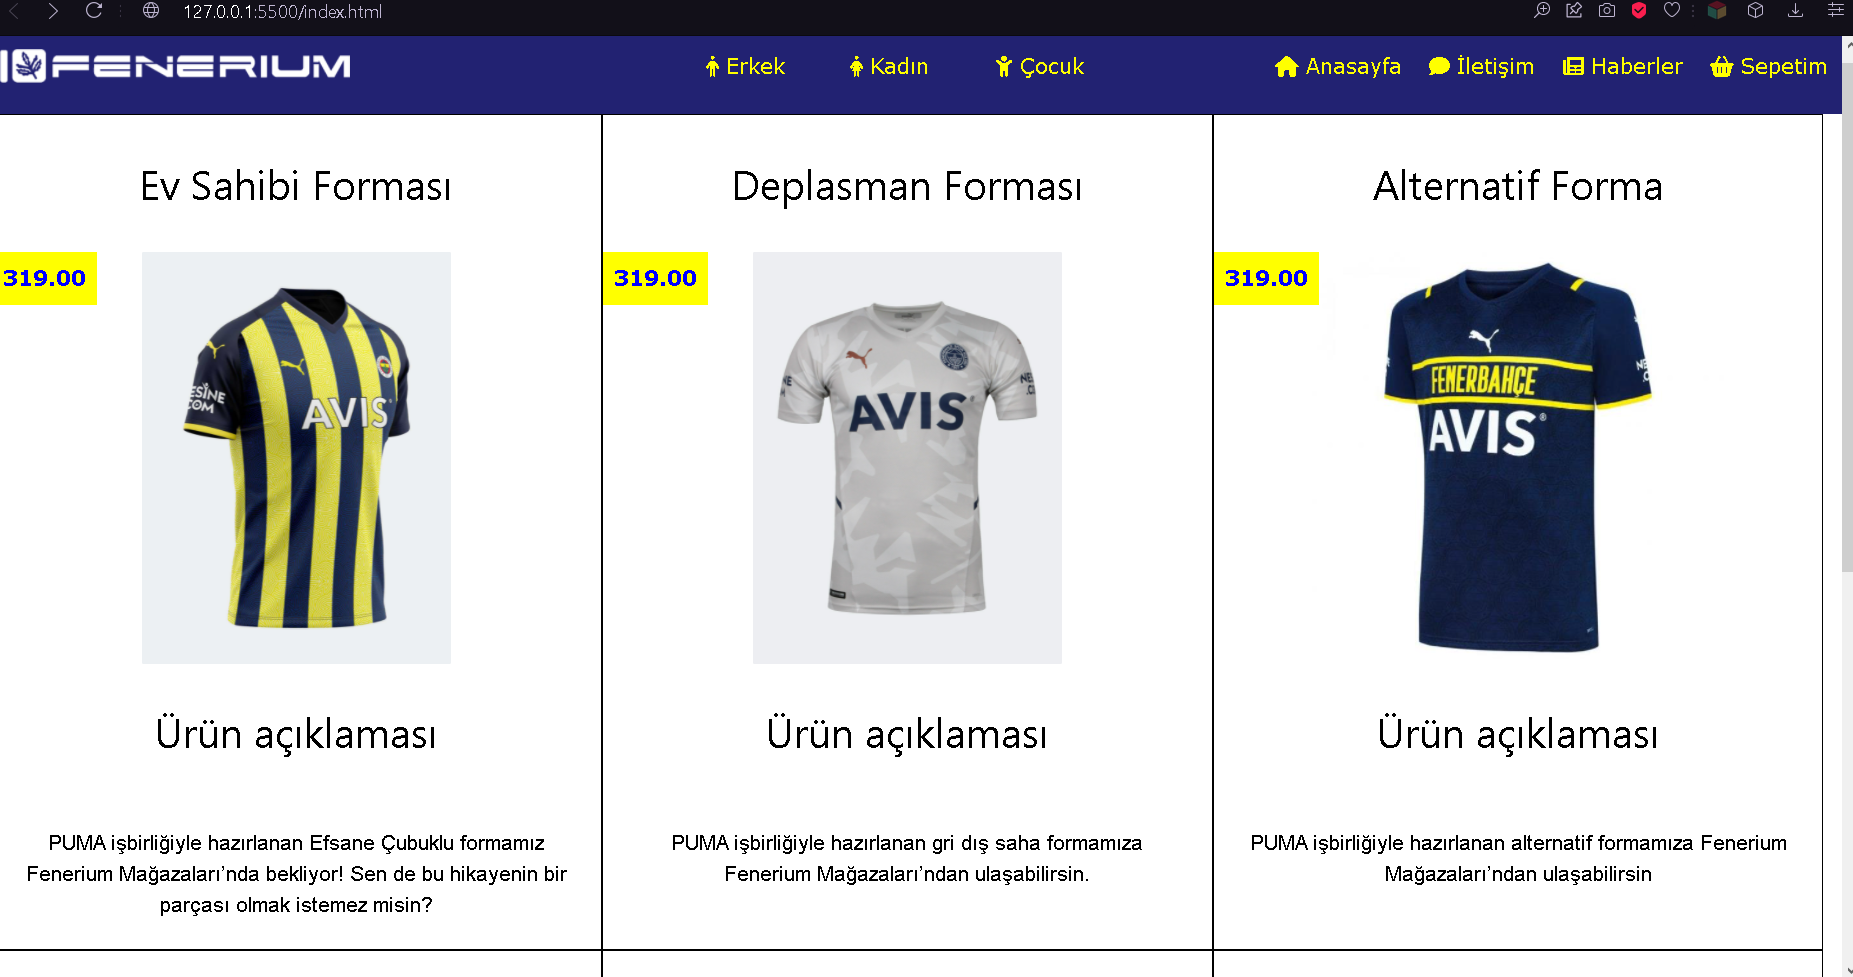 127.0.0.1:5500/index.html
FENERIUM
Erkek
Kadın
Çocuk
Anasayfa
İletişim
Haberler
Sepetim
Ev Sahibi Forması
319.00
NESİNE
.COM
AVIS
Ürün açıklaması
PUMA işbirliğiyle hazırlanan Efsane Çubuklu formamız
Fenerium Mağazaları’nda bekliyor! Sen de bu hikayenin bir
parçası olmak istemez misin?
Deplasman Forması
319.00
AVIS
Ürün açıklaması
PUMA işbirliğiyle hazırlanan gri dış saha formamıza
Fenerium Mağazaları’ndan ulaşabilirsin.
Alternatif Forma
319.00
FENERBAHÇE
AVIS®
Ürün açıklaması
PUMA işbirliğiyle hazırlanan alternatif formamıza Fenerium
Mağazaları’ndan ulaşabilirsin